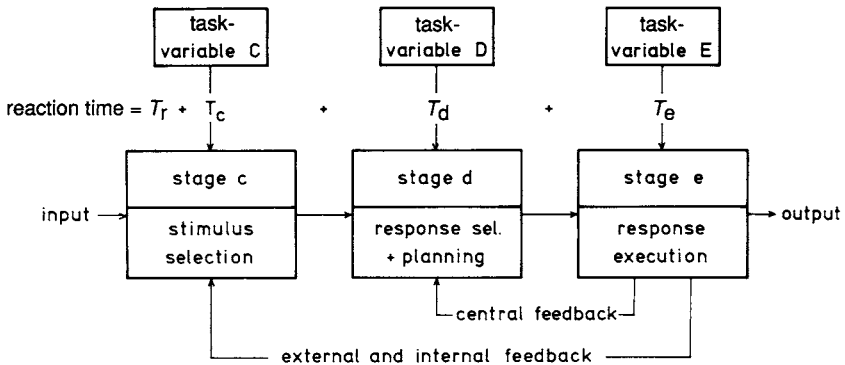 task-
variable C
task-
variable D
task-
variable E
reaction time = Tr + Tc + Td + Te
stage c
stage d
stage e
input
stimulus
selection
response sel.
+ planning
response
execution
output
central feedback
external and internal feedback